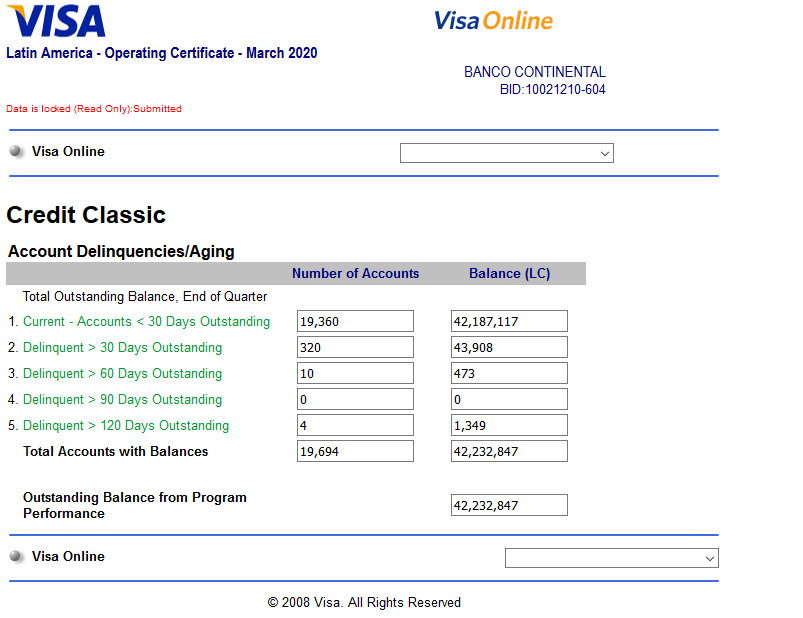 VISA
Visa Online
Latin America - Operating Certificate - March 2020
BANCO CONTINENTAL
BID:10021210-604
Data is locked (Read Only):Submitted
Visa Online
Credit Classic
Account Delinquencies/Aging
Number of Accounts Balance (LC)
Total Outstanding Balance, End of Quarter
1. Current - Accounts < 30 Days Outstanding 19,360 42,187,117
2. Delinquent > 30 Days Outstanding 320 43,908
3. Delinquent > 60 Days Outstanding 10 473
4. Delinquent > 90 Days Outstanding 0 0
5. Delinquent > 120 Days Outstanding 4 1,349
Total Accounts with Balances 19,694 42,232,847
Outstanding Balance from Program
Performance 42,232,847
Visa Online
© 2008 Visa. All Rights Reserved